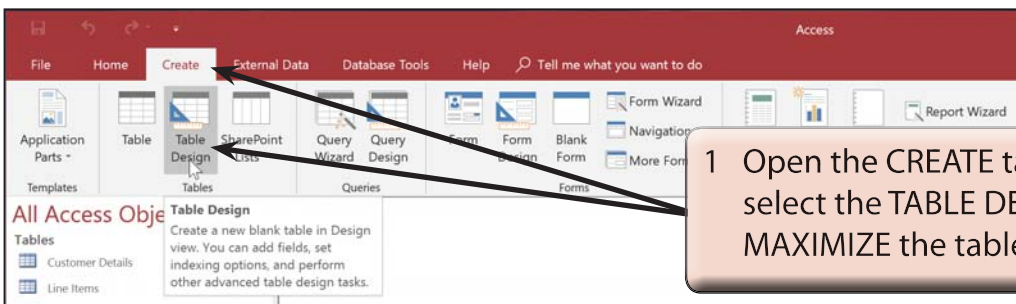 Access
File Home Create External Data Database Tools Help Tell me what you want to do
Application Parts
Table
Table Design
SharePoint Lists
Query Wizard
Query Design
Form
Form Design
Blank Form
Form Wizard
Navigation
More Form
Report Wizard
Templates
Tables
Queries
Forms
All Access Obje
Tables
Customer Details
Line Items
Table Design
Create a new blank table in Design
view. You can add fields, set
indexing options, and perform
other advanced table design tasks.
1 Open the CREATE ta
select the TABLE DE
MAXIMIZE the table